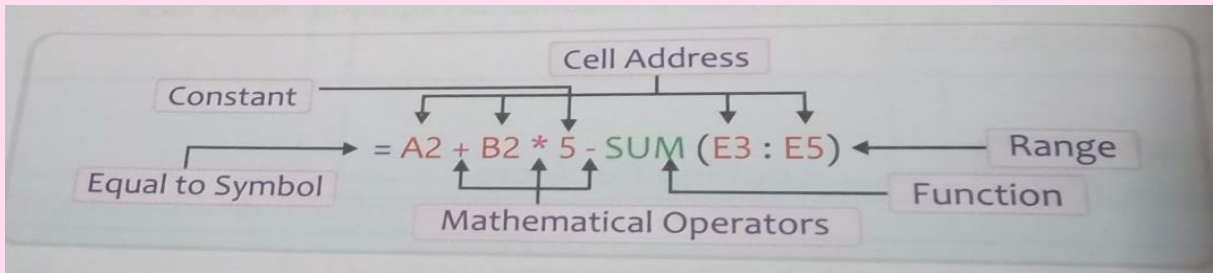 Cell Address
Constant
= A2 + B2 * 5 - SUM (E3 : E5)
Range
Equal to Symbol
Function
Mathematical Operators